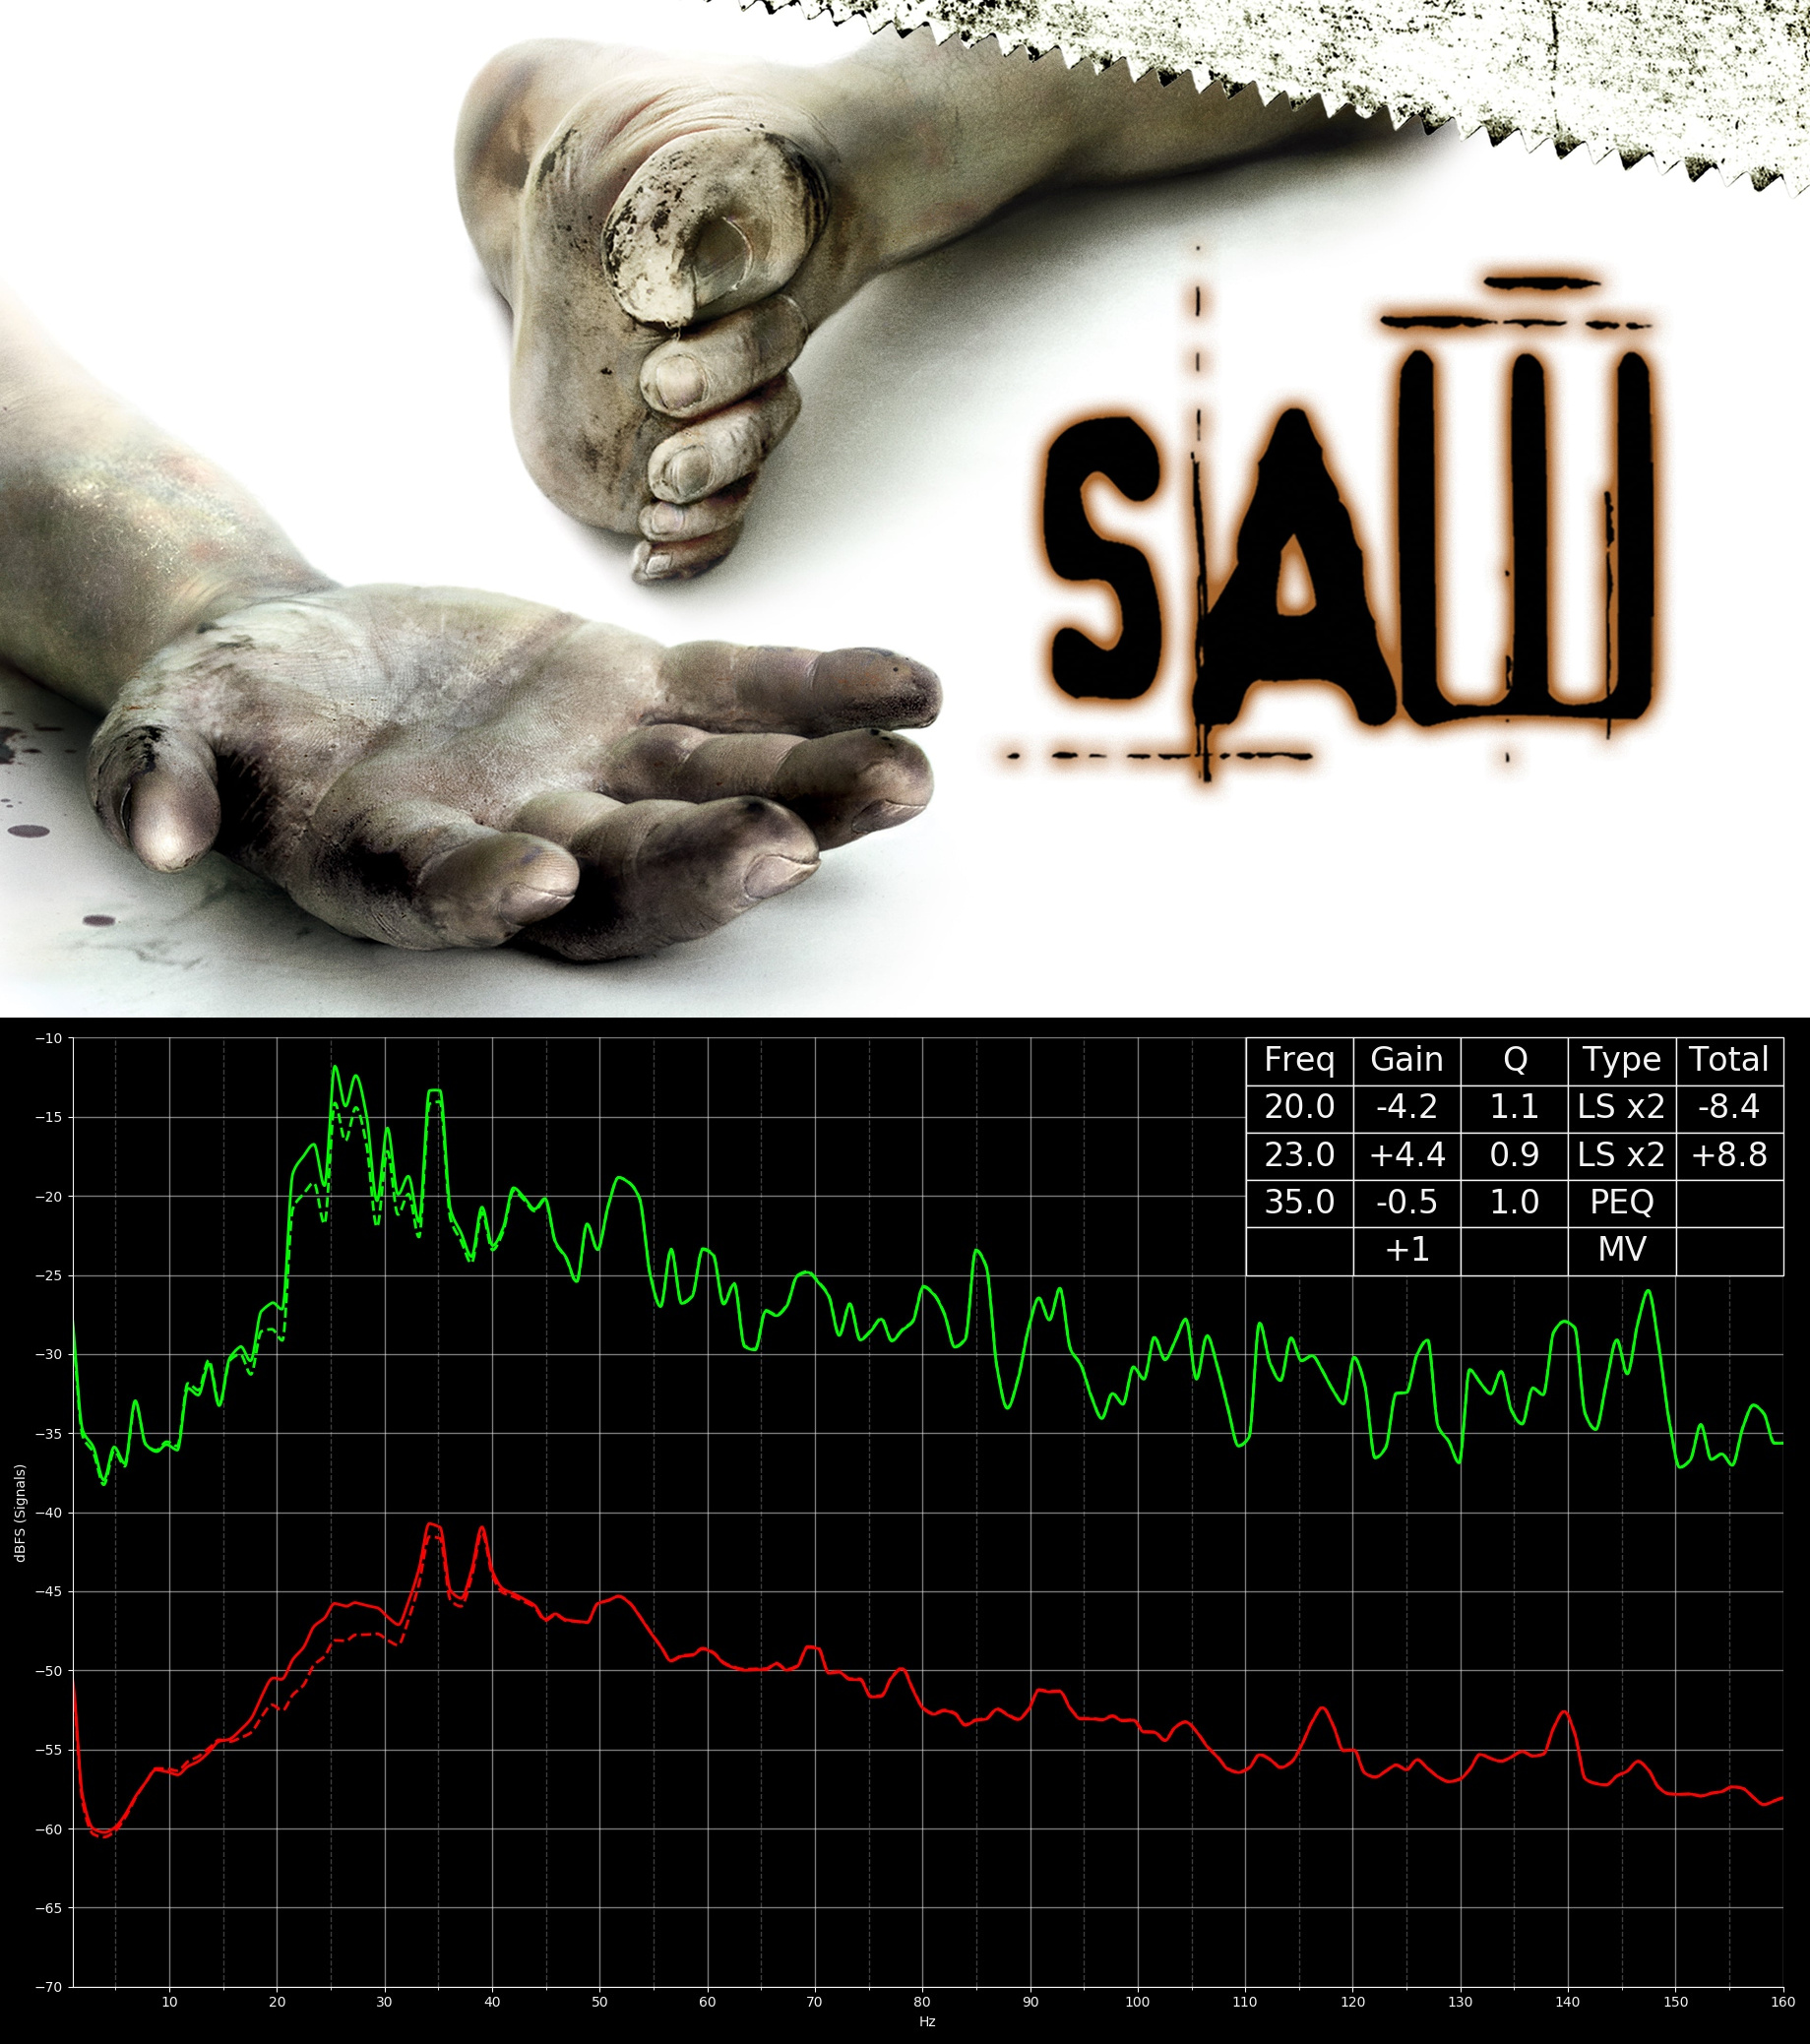 SAW
Freq Gain Q Type Total
20.0 -4.2 1.1 LS x2 -8.4
23.0 +4.4 0.9 LS x2 +8.8
35.0 -0.5 1.0 PEQ
+1 MV
−10
−15
−20
−25
−30
−35
−40
−45
−50
−55
−60
−65
−70
dBFS (Signals)
10 20 30 40 50 60 70 80 90 100 110 120 130 140 150 160
Hz